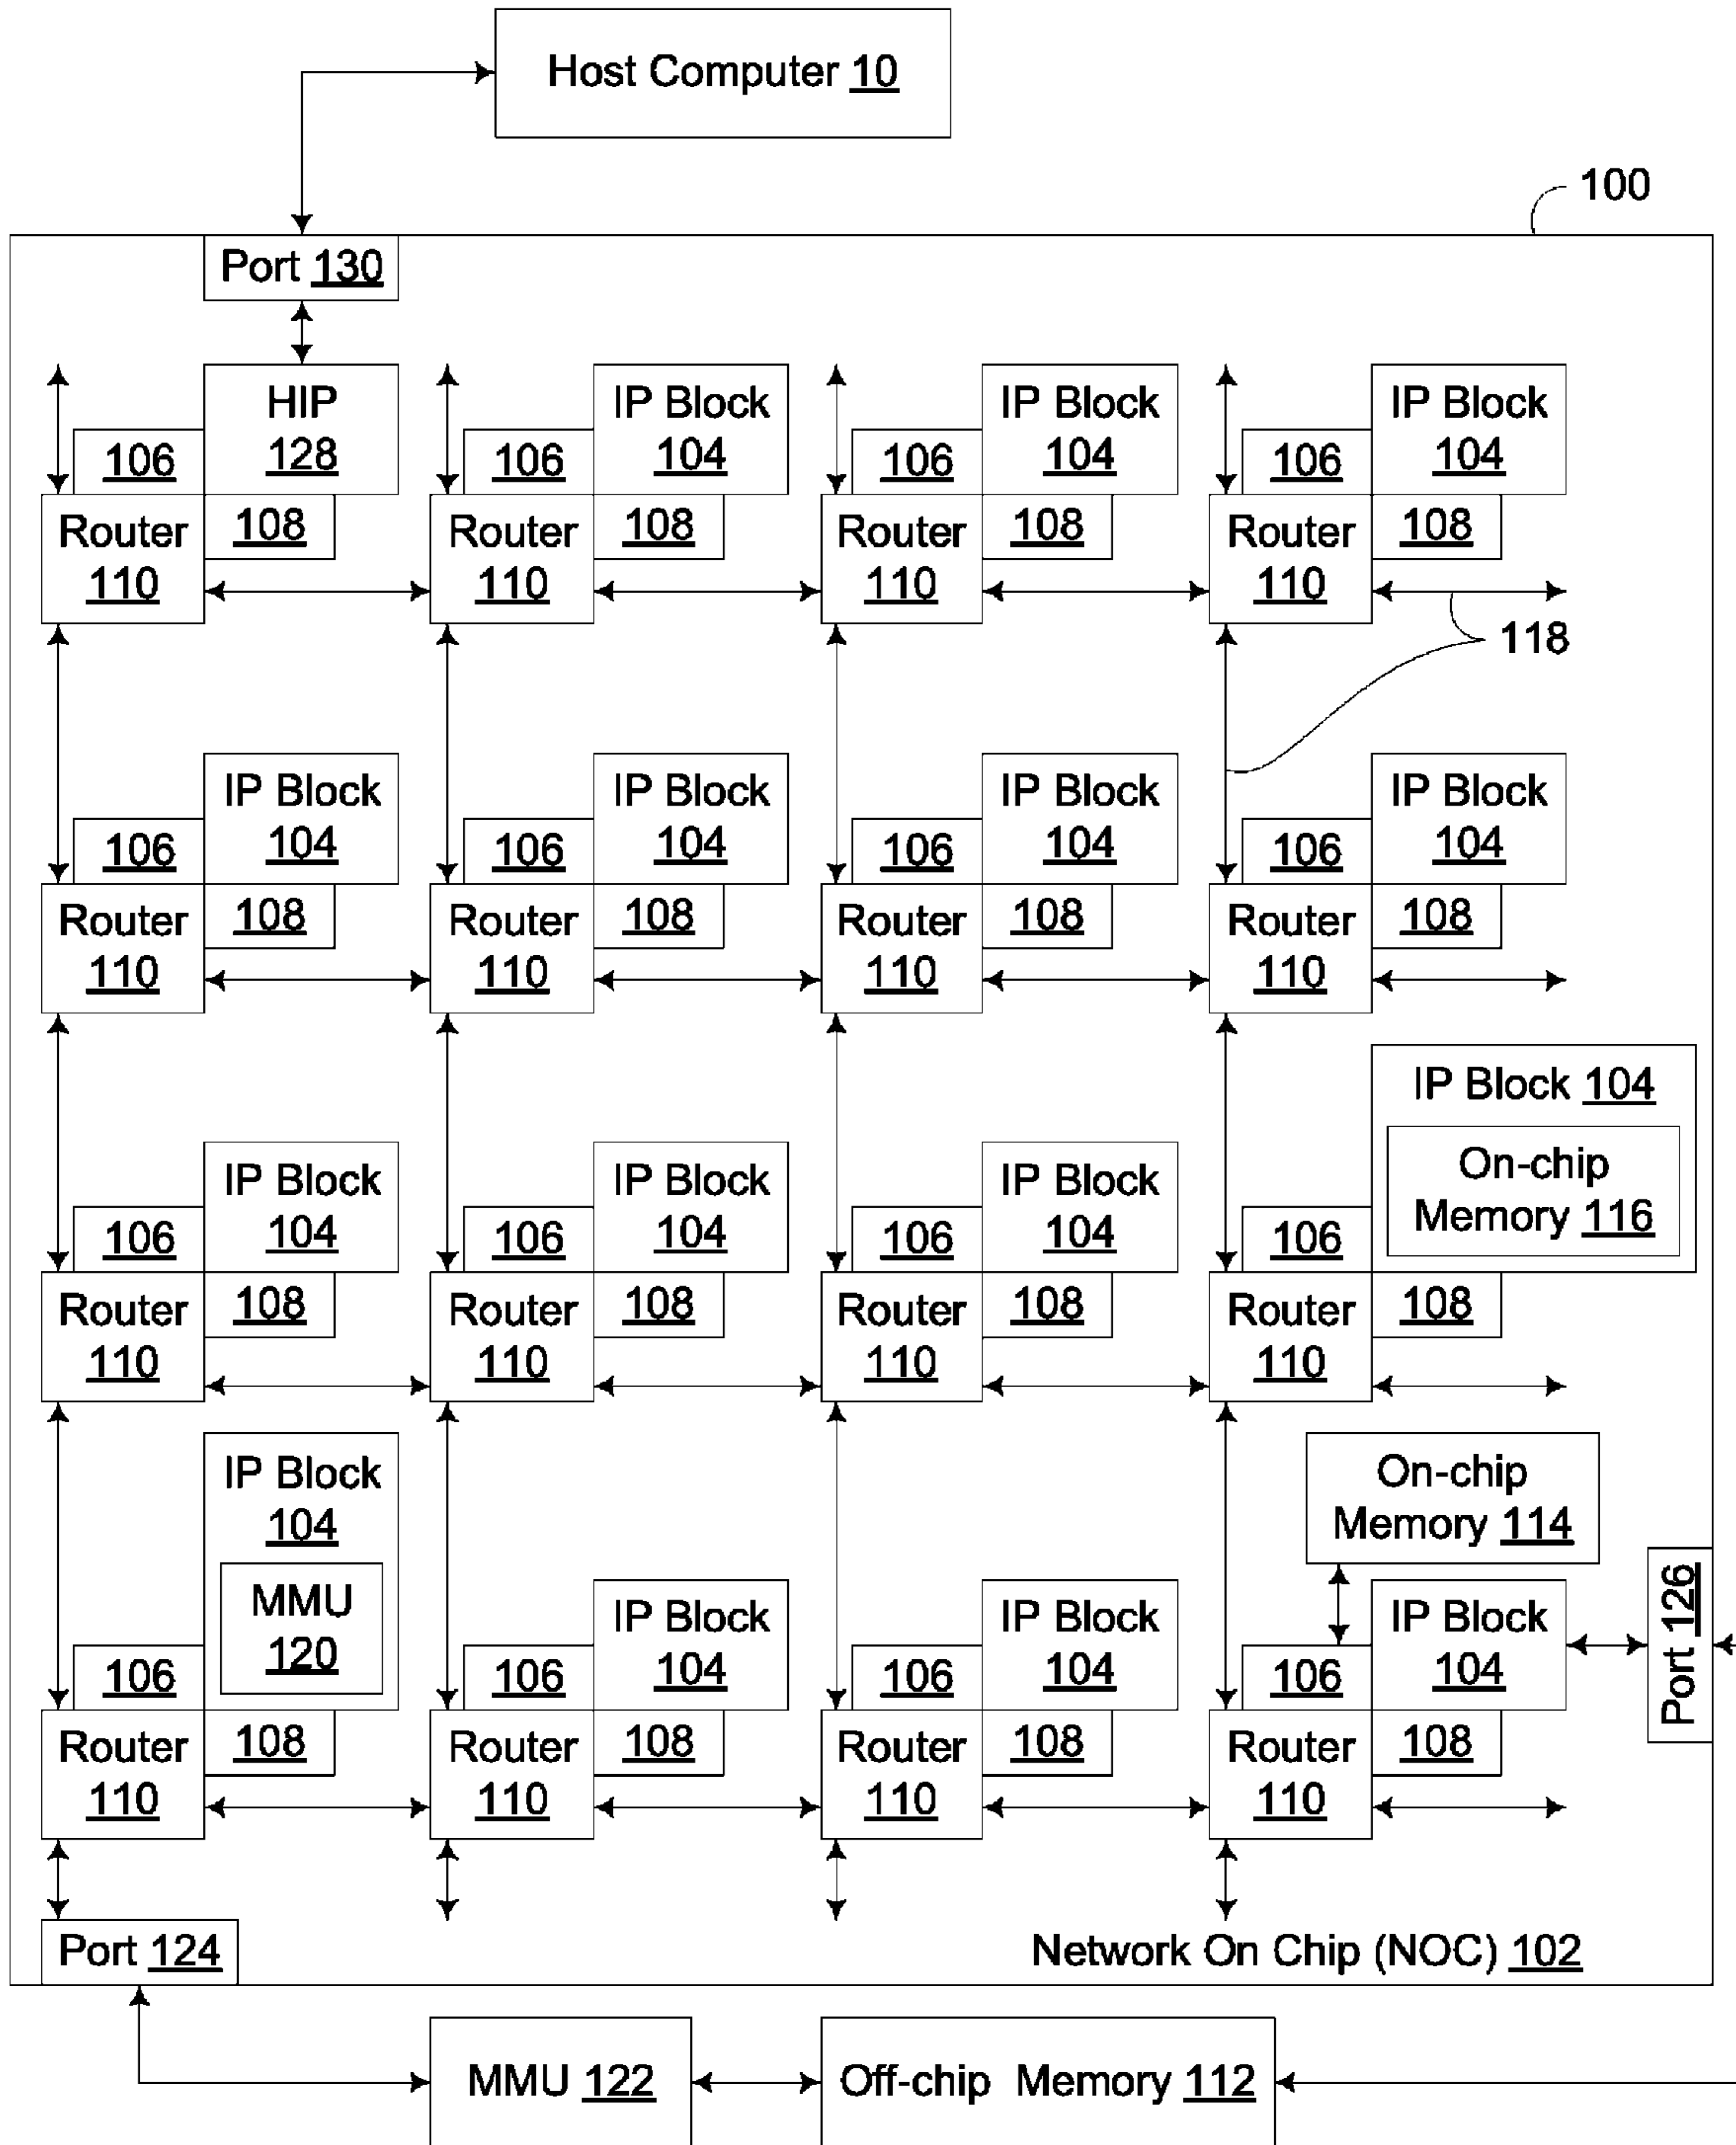 Host Computer 10
100
Port 130
HIP
128
IP Block
104
IP Block
104
IP Block
104
106
106
106
106
Router
110
108
Router
110
108
Router
110
108
Router
110
108
118
IP Block
104
IP Block
104
IP Block
104
IP Block
104
106
106
106
106
Router
110
108
Router
110
108
Router
110
108
Router
110
108
IP Block 104
On-chip
Memory 116
IP Block
104
IP Block
104
IP Block
104
106
106
106
106
Router
110
108
Router
110
108
Router
110
108
Router
110
108
IP Block
104
MMU
120
On-chip
Memory 114
IP Block
104
IP Block
104
IP Block
104
Port 126
106
106
106
106
Router
110
108
Router
110
108
Router
110
108
Router
110
108
Port 124
Network On Chip (NOC) 102
MMU 122
Off-chip Memory 112